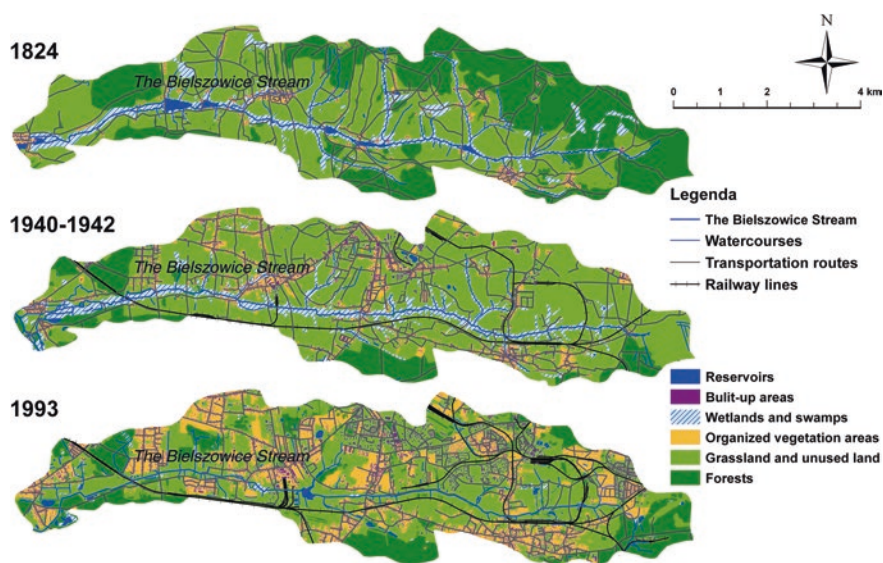 1824
The Bielszowice Stream
N
0 1 2 3 4 km
1940-1942
The Bielszowice Stream
Legenda
The Bielszowice Stream
Watercourses
Transportation routes
Railway lines
1993
The Bielszowice Stream
Reservoirs
Bulit-up areas
Wetlands and swamps
Organized vegetation areas
Grassland and unused land
Forests